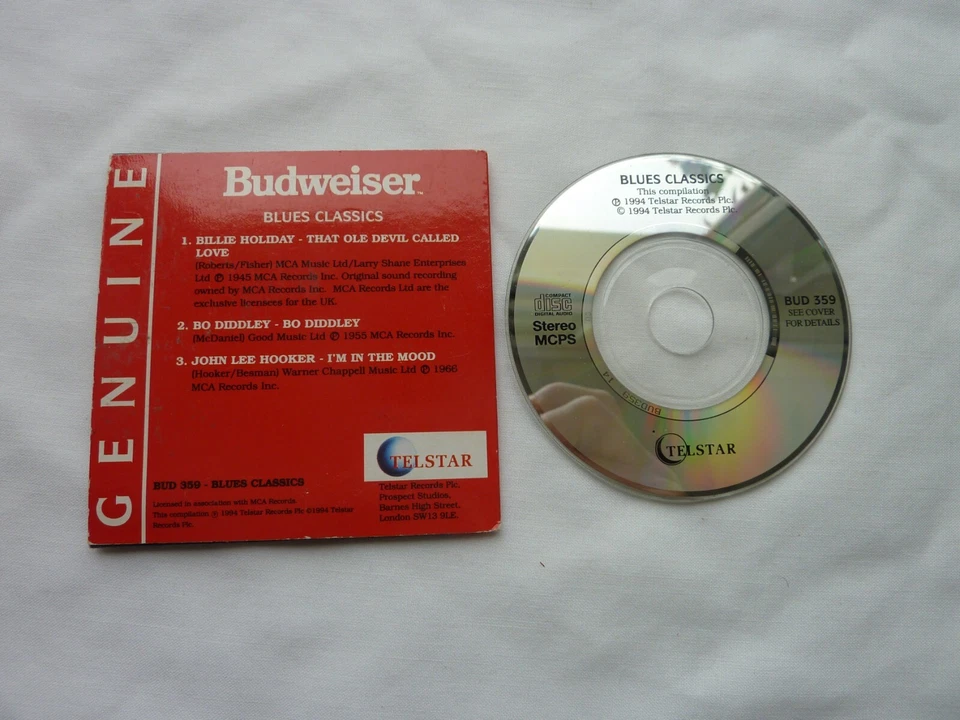 GENUINE
Budweiser™
BLUES CLASSICS
1. BILLIE HOLIDAY - THAT OLE DEVIL CALLED
LOVE
(Roberts/Fisher) MCA Music Ltd/Larry Shane Enterprises
Ltd ℗ 1945 MCA Records Inc. Original sound recording
owned by MCA Records Inc. MCA Records Ltd are the
exclusive licensees for the UK.
2. BO DIDDLEY - BO DIDDLEY
(McDaniel) Good Music Ltd ℗ 1955 MCA Records Inc.
3. JOHN LEE HOOKER - I'M IN THE MOOD
(Hooker/Besman) Warner Chappell Music Ltd ℗ 1966
MCA Records Inc.
TELSTAR
BUD 359 - BLUES CLASSICS
Licensed in association with MCA Records.
This compilation ℗ 1994 Telstar Records Plc ©1994 Telstar
Records Plc.
Telstar Records Plc,
Prospect Studios,
Barnes High Street,
London SW13 9LE.
BLUES CLASSICS
This compilation
℗ 1994 Telstar Records Plc.
© 1994 Telstar Records Plc.
COMPACT
disc
DIGITAL AUDIO
Stereo
MCPS
BUD 359
SEE COVER
FOR DETAILS
BUD359 14
TELSTAR